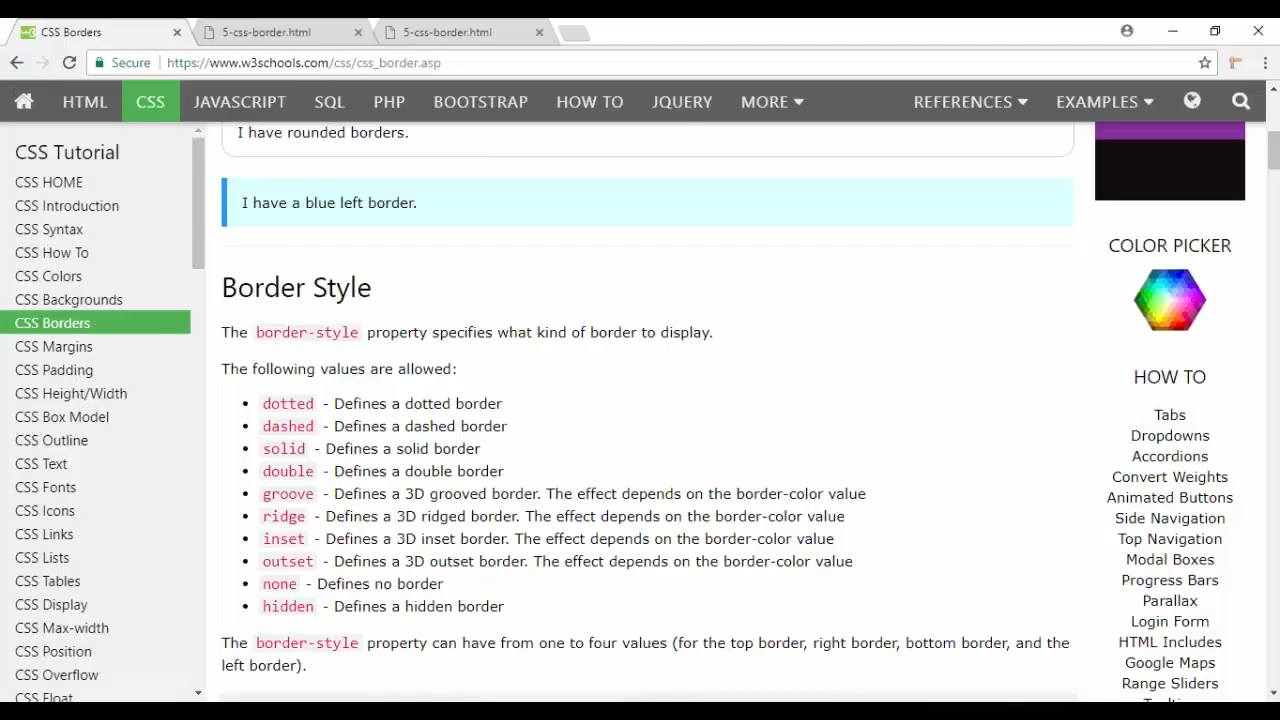 CSS Borders
5-css-border.html
5-css-border.html
Secure
https://www.w3schools.com/css/css_border.asp
HTML
CSS
JAVASCRIPT
SQL
PHP
BOOTSTRAP
HOW TO
JQUERY
MORE
REFERENCES
EXAMPLES
CSS Tutorial
CSS HOME
CSS Introduction
CSS Syntax
CSS How To
CSS Colors
CSS Backgrounds
CSS Borders
CSS Margins
CSS Padding
CSS Height/Width
CSS Box Model
CSS Outline
CSS Text
CSS Fonts
CSS Icons
CSS Links
CSS Lists
CSS Tables
CSS Display
CSS Max-width
CSS Position
CSS Overflow
CSS Float
I have rounded borders.
I have a blue left border.
Border Style
The border-style property specifies what kind of border to display.
The following values are allowed:
• dotted - Defines a dotted border
• dashed - Defines a dashed border
• solid - Defines a solid border
• double - Defines a double border
• groove - Defines a 3D grooved border. The effect depends on the border-color value
• ridge - Defines a 3D ridged border. The effect depends on the border-color value
• inset - Defines a 3D inset border. The effect depends on the border-color value
• outset - Defines a 3D outset border. The effect depends on the border-color value
• none - Defines no border
• hidden - Defines a hidden border
The border-style property can have from one to four values (for the top border, right border, bottom border, and the
left border).
COLOR PICKER
HOW TO
Tabs
Dropdowns
Accordions
Convert Weights
Animated Buttons
Side Navigation
Top Navigation
Modal Boxes
Progress Bars
Parallax
Login Form
HTML Includes
Google Maps
Range Sliders